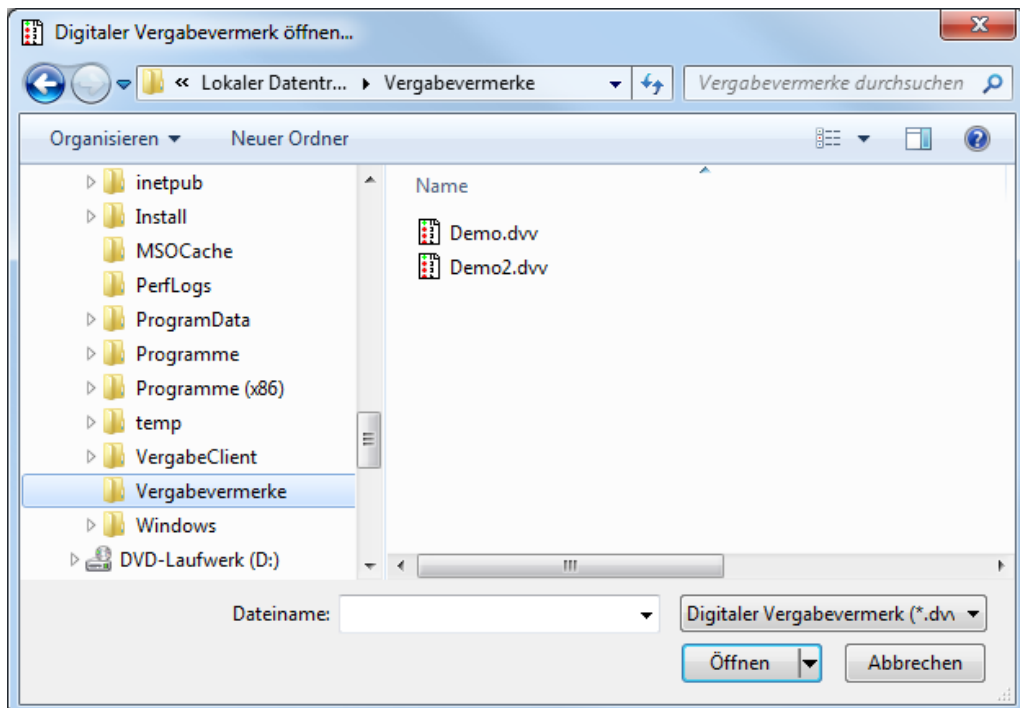 Digitaler Vergabevermerk öffnen...
« Lokaler Datentr... Vergabevermerke Vergabevermerke durchsuchen
Organisieren Neuer Ordner
inetpub
Install
MSOCache
PerfLogs
ProgramData
Programme
Programme (x86)
temp
VergabeClient
Vergabevermerke
Windows
DVD-Laufwerk (D:)
Name
Demo.dvv
Demo2.dvv
Dateiname: Digitaler Vergabevermerk (*.dvv
Öffnen Abbrechen